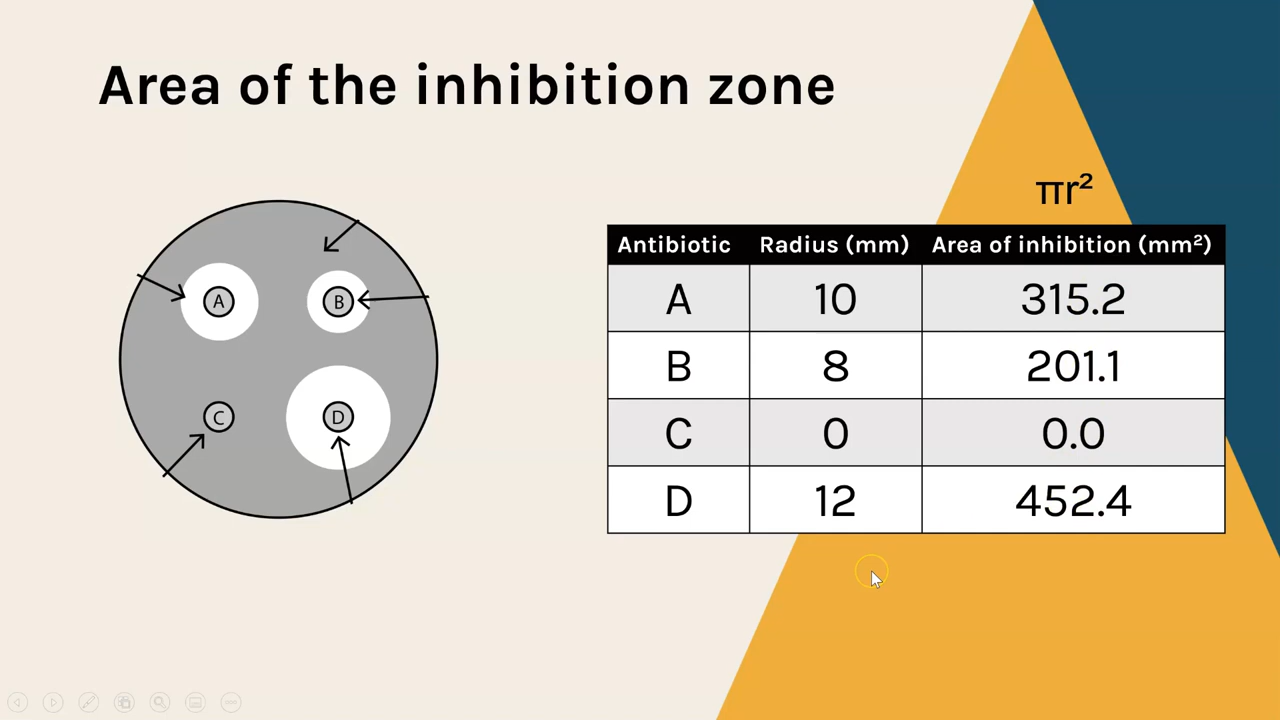 Area of the inhibition zone
πr²
Antibiotic Radius (mm) Area of inhibition (mm²)
A 10 315.2
B 8 201.1
C 0 0.0
D 12 452.4
A B
C D